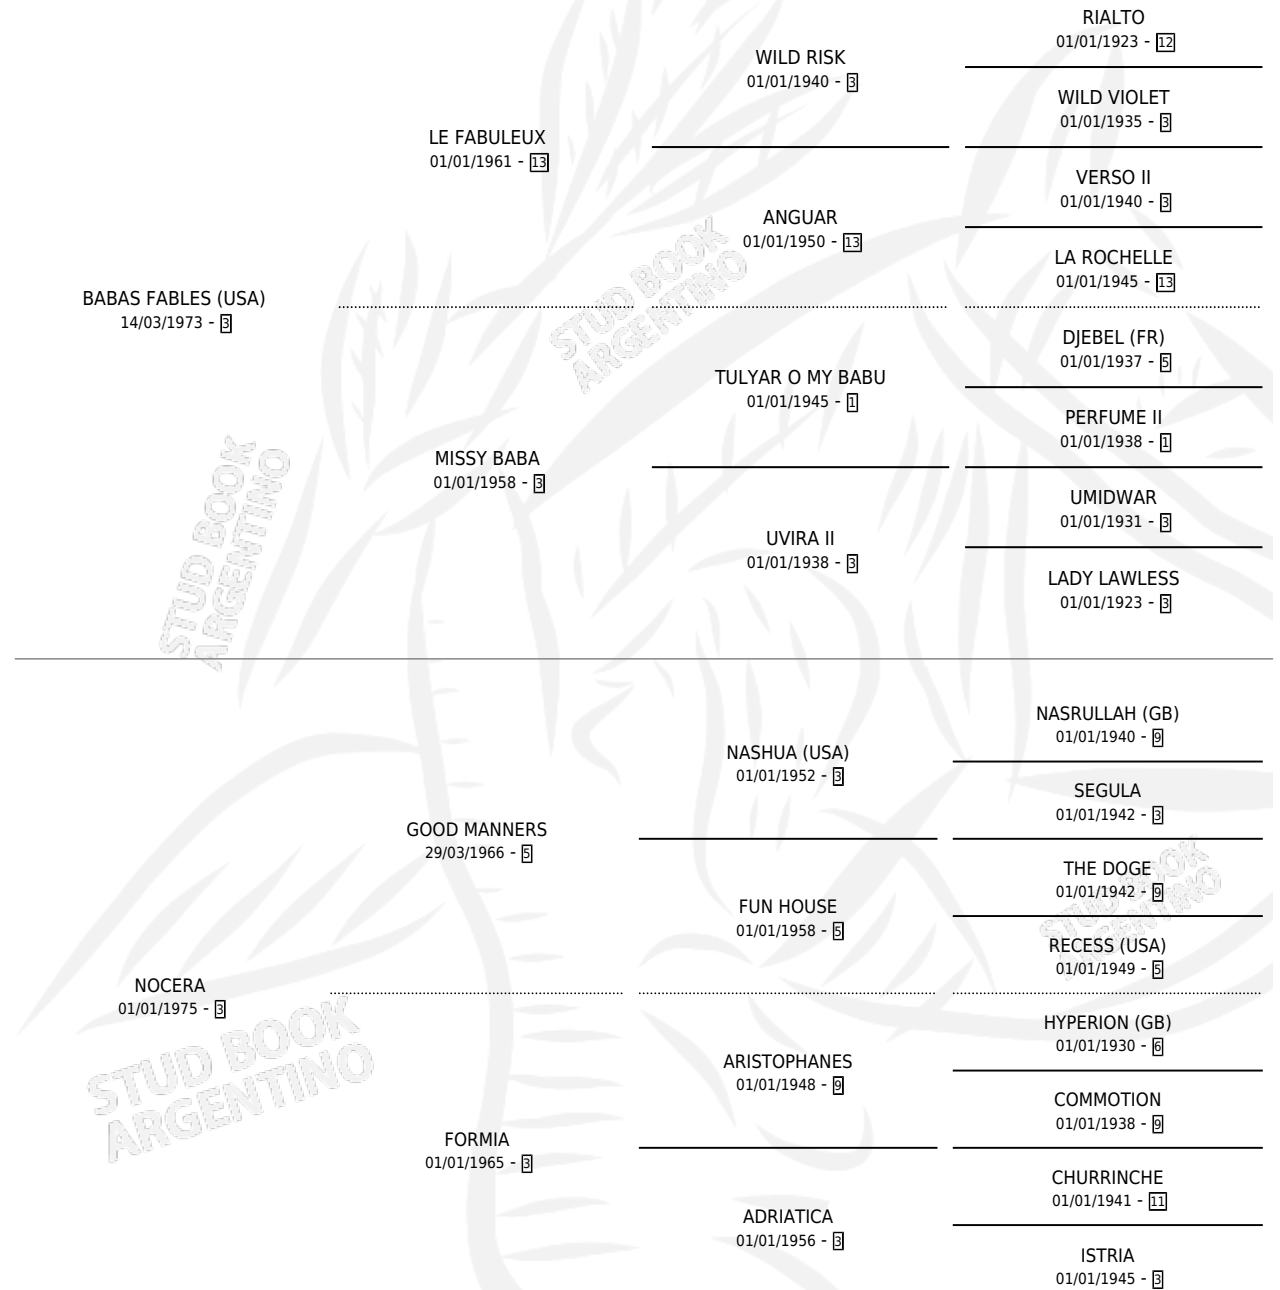 RIALTO
01/01/1923 - 12
WILD RISK
01/01/1940 - 3
WILD VIOLET
01/01/1935 - 3
LE FABULEUX
01/01/1961 - 13
VERSO II
01/01/1940 - 3
ANGUAR
01/01/1950 - 13
LA ROCHELLE
01/01/1945 - 13
BABAS FABLES (USA)
14/03/1973 - 3
DJEBEL (FR)
01/01/1937 - 5
TULYAR O MY BABU
01/01/1945 - 1
PERFUME II
01/01/1938 - 1
MISSY BABA
01/01/1958 - 3
UMIDWAR
01/01/1931 - 3
UVIRA II
01/01/1938 - 3
LADY LAWLESS
01/01/1923 - 3
NASRULLAH (GB)
01/01/1940 - 9
NASHUA (USA)
01/01/1952 - 3
SEGULA
01/01/1942 - 3
GOOD MANNERS
29/03/1966 - 5
THE DOGE
01/01/1942 - 9
FUN HOUSE
01/01/1958 - 5
RECESS (USA)
01/01/1949 - 5
NOCERA
01/01/1975 - 3
HYPERION (GB)
01/01/1930 - 6
ARISTOPHANES
01/01/1948 - 9
COMMOTION
01/01/1938 - 9
FORMIA
01/01/1965 - 3
CHURRINCHE
01/01/1941 - 11
ADRIATICA
01/01/1956 - 3
ISTRIA
01/01/1945 - 3
STUD BOOK
ARGENTINO
STUD BOOK
ARGENTINO
STUD BOOK
ARGENTINO
STUD BOOK
ARGENTINO